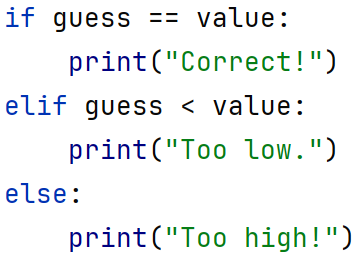 if guess == value:
    print("Correct!")
elif guess < value:
    print("Too low.")
else:
    print("Too high!")